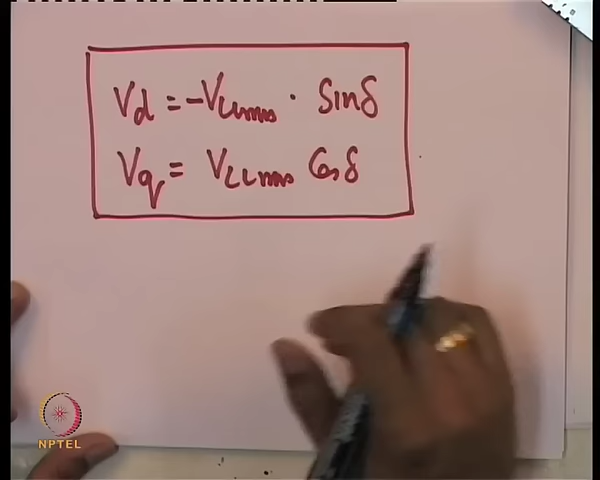 Vd = -VLLrms · Sinδ
Vq = VLLrms Cosδ
NPTEL